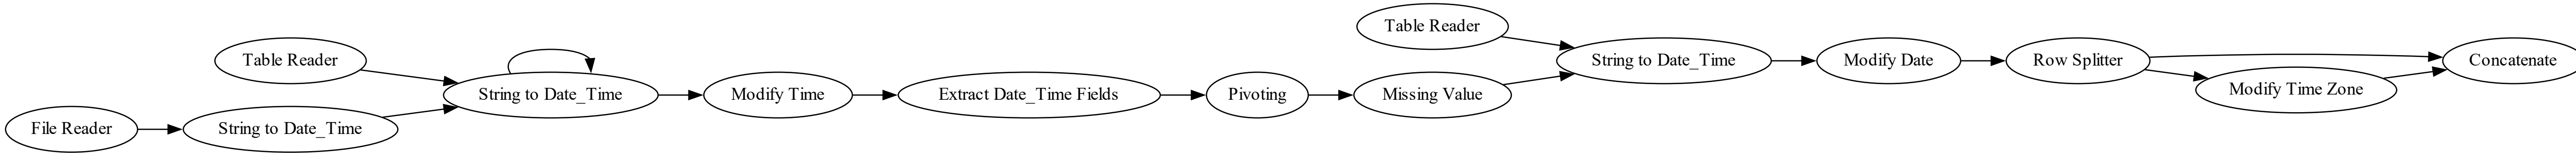 File Reader
Table Reader
String to Date_Time
String to Date_Time
Modify Time
Extract Date_Time Fields
Pivoting
Table Reader
Missing Value
String to Date_Time
Modify Date
Row Splitter
Modify Time Zone
Concatenate